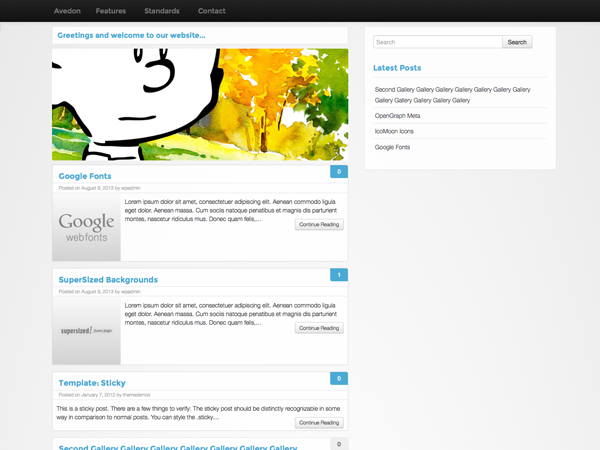 Avedon Features Standards Contact
Greetings and welcome to our website...
Google Fonts
0
Posted on August 9, 2013 by wpadmin
Google
webfonts
Lorem ipsum dolor sit amet, consectetuer adipiscing elit. Aenean commodo ligula
eget dolor. Aenean massa. Cum sociis natoque penatibus et magnis dis parturient
montes, nascetur ridiculus mus. Donec quam felis,...
Continue Reading
SuperSized Backgrounds
1
Posted on August 9, 2013 by wpadmin
supersized!
Lorem ipsum dolor sit amet, consectetuer adipiscing elit. Aenean commodo ligula
eget dolor. Aenean massa. Cum sociis natoque penatibus et magnis dis parturient
montes, nascetur ridiculus mus. Donec quam felis,...
Continue Reading
Template: Sticky
0
Posted on January 7, 2012 by themedemos
This is a sticky post. There are a few things to verify: The sticky post should be distinctly recognizable in some
way in comparison to normal posts. You can style the .sticky....
Continue Reading
Second Gallery Gallery Gallery Gallery Gallery Gallery Gallery
0
Search Search
Latest Posts
Second Gallery Gallery Gallery Gallery Gallery Gallery Gallery
Gallery Gallery Gallery Gallery Gallery
OpenGraph Meta
IcoMoon Icons
Google Fonts